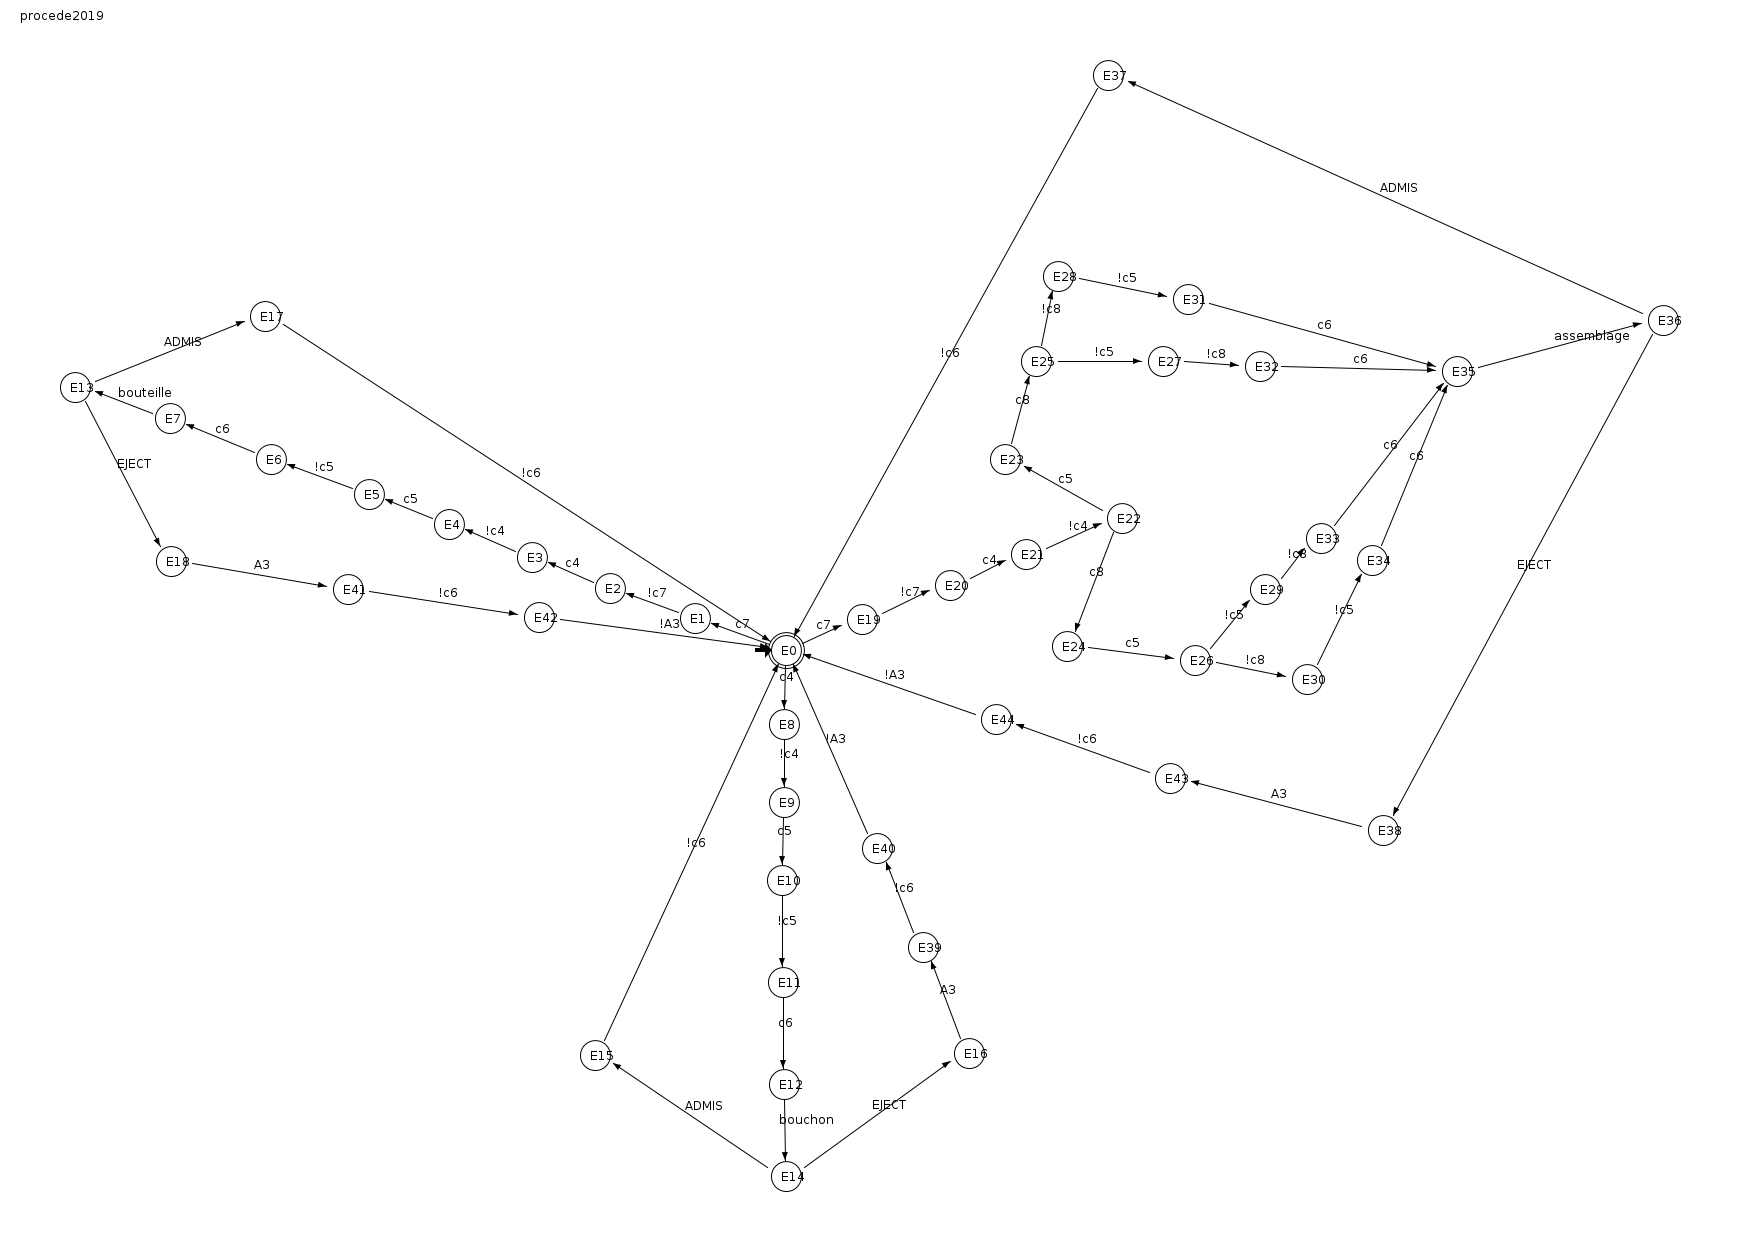 procede2019
E37
ADMIS
!c6
E28
!c5
E31
!c8
c6
E17
E36
assemblage
ADMIS
E25
!c5
E27
!c8
E32
c6
E35
E13
bouteille
c8
E7
c6
c6
E23
E6
c6
EJECT
!c5
!c6
c5
E5
c5
E22
E4
!c4
!c4
E33
E3
E21
!c8
E34
E18
A3
c4
c4
c8
EJECT
E41
!c6
E2
!c7
E20
!c7
E29
!c5
!c5
E42
!A3
E1
c7
c7
E19
E0
E24
c5
E26
!c8
E30
c4
!A3
E8
E44
!A3
!c6
!c4
E43
A3
E9
c5
E38
!c6
E40
E10
!c6
!c5
E39
E11
A3
c6
E15
E16
E12
ADMIS
bouchon
EJECT
E14